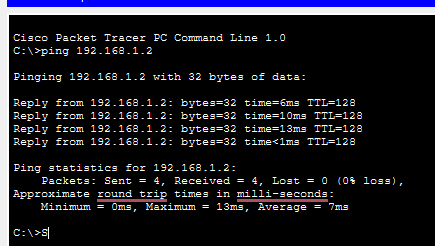 Cisco Packet Tracer PC Command Line 1.0
C:\>ping 192.168.1.2
Pinging 192.168.1.2 with 32 bytes of data:
Reply from 192.168.1.2: bytes=32 time=6ms TTL=128
Reply from 192.168.1.2: bytes=32 time=10ms TTL=128
Reply from 192.168.1.2: bytes=32 time=13ms TTL=128
Reply from 192.168.1.2: bytes=32 time<1ms TTL=128
Ping statistics for 192.168.1.2:
Packets: Sent = 4, Received = 4, Lost = 0 (0% loss),
Approximate round trip times in milli-seconds:
Minimum = 0ms, Maximum = 13ms, Average = 7ms
C:\>S